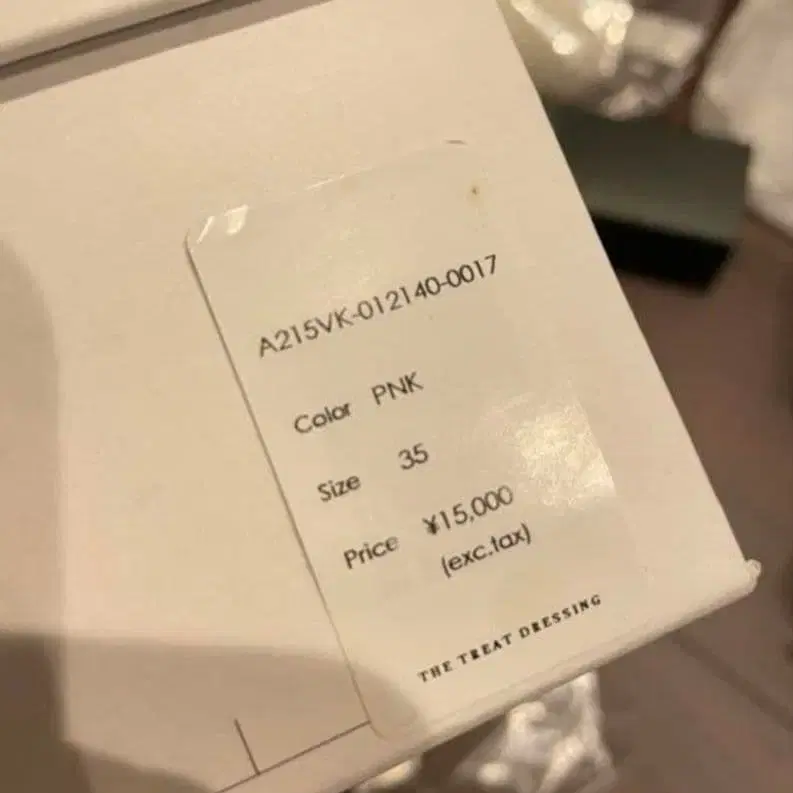 A215VK-012140-0017
Color PNK
Size 35
Price ¥15,000
(exc.tax)
THE TREAT DRESSING